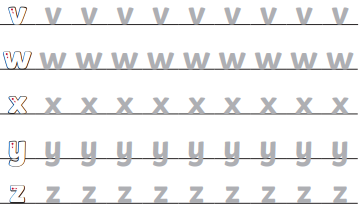 v v v v v v v v v v
w w w w w w w w w w
x x x x x x x x x x
y y y y y y y y y y
z z z z z z z z z z